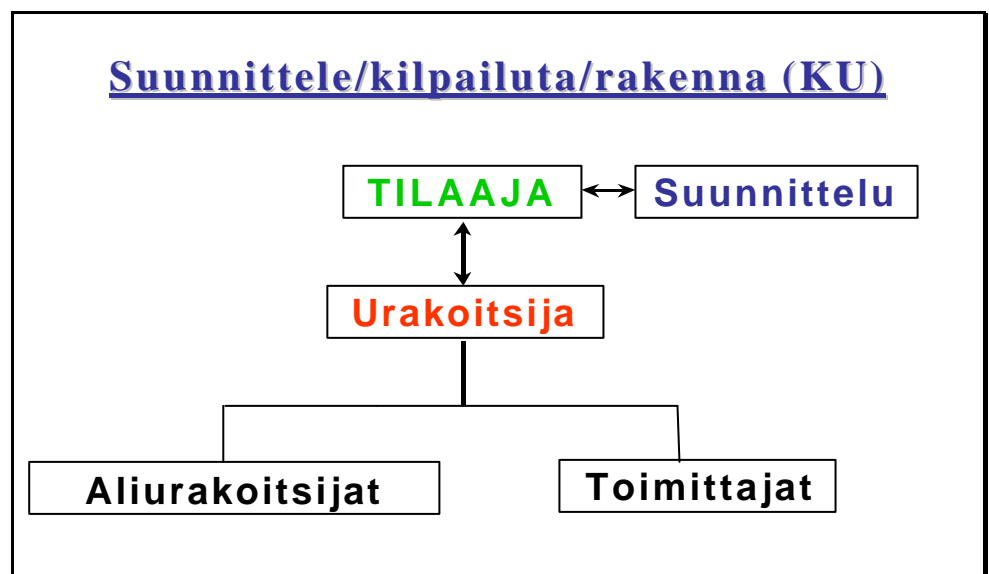 Suunnittele/kilpailuta/rakenna (KU)
TILAAJA
Suunnittelu
Urakoitsija
Aliurakoitsijat
Toimittajat